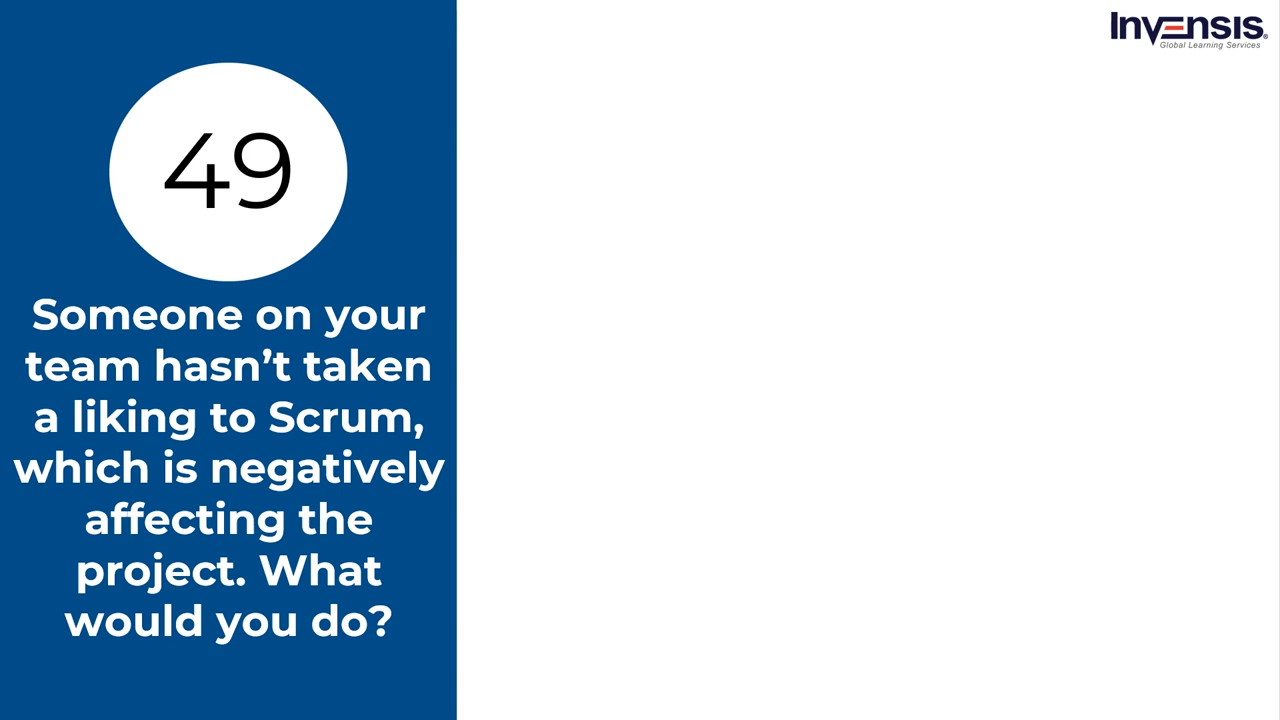 Invensis®
Global Learning Services
49
Someone on your
team hasn’t taken
a liking to Scrum,
which is negatively
affecting the
project. What
would you do?